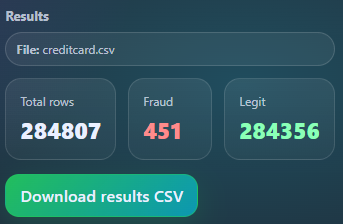 Results
File: creditcard.csv
Total rows
284807
Fraud
451
Legit
284356
Download results CSV